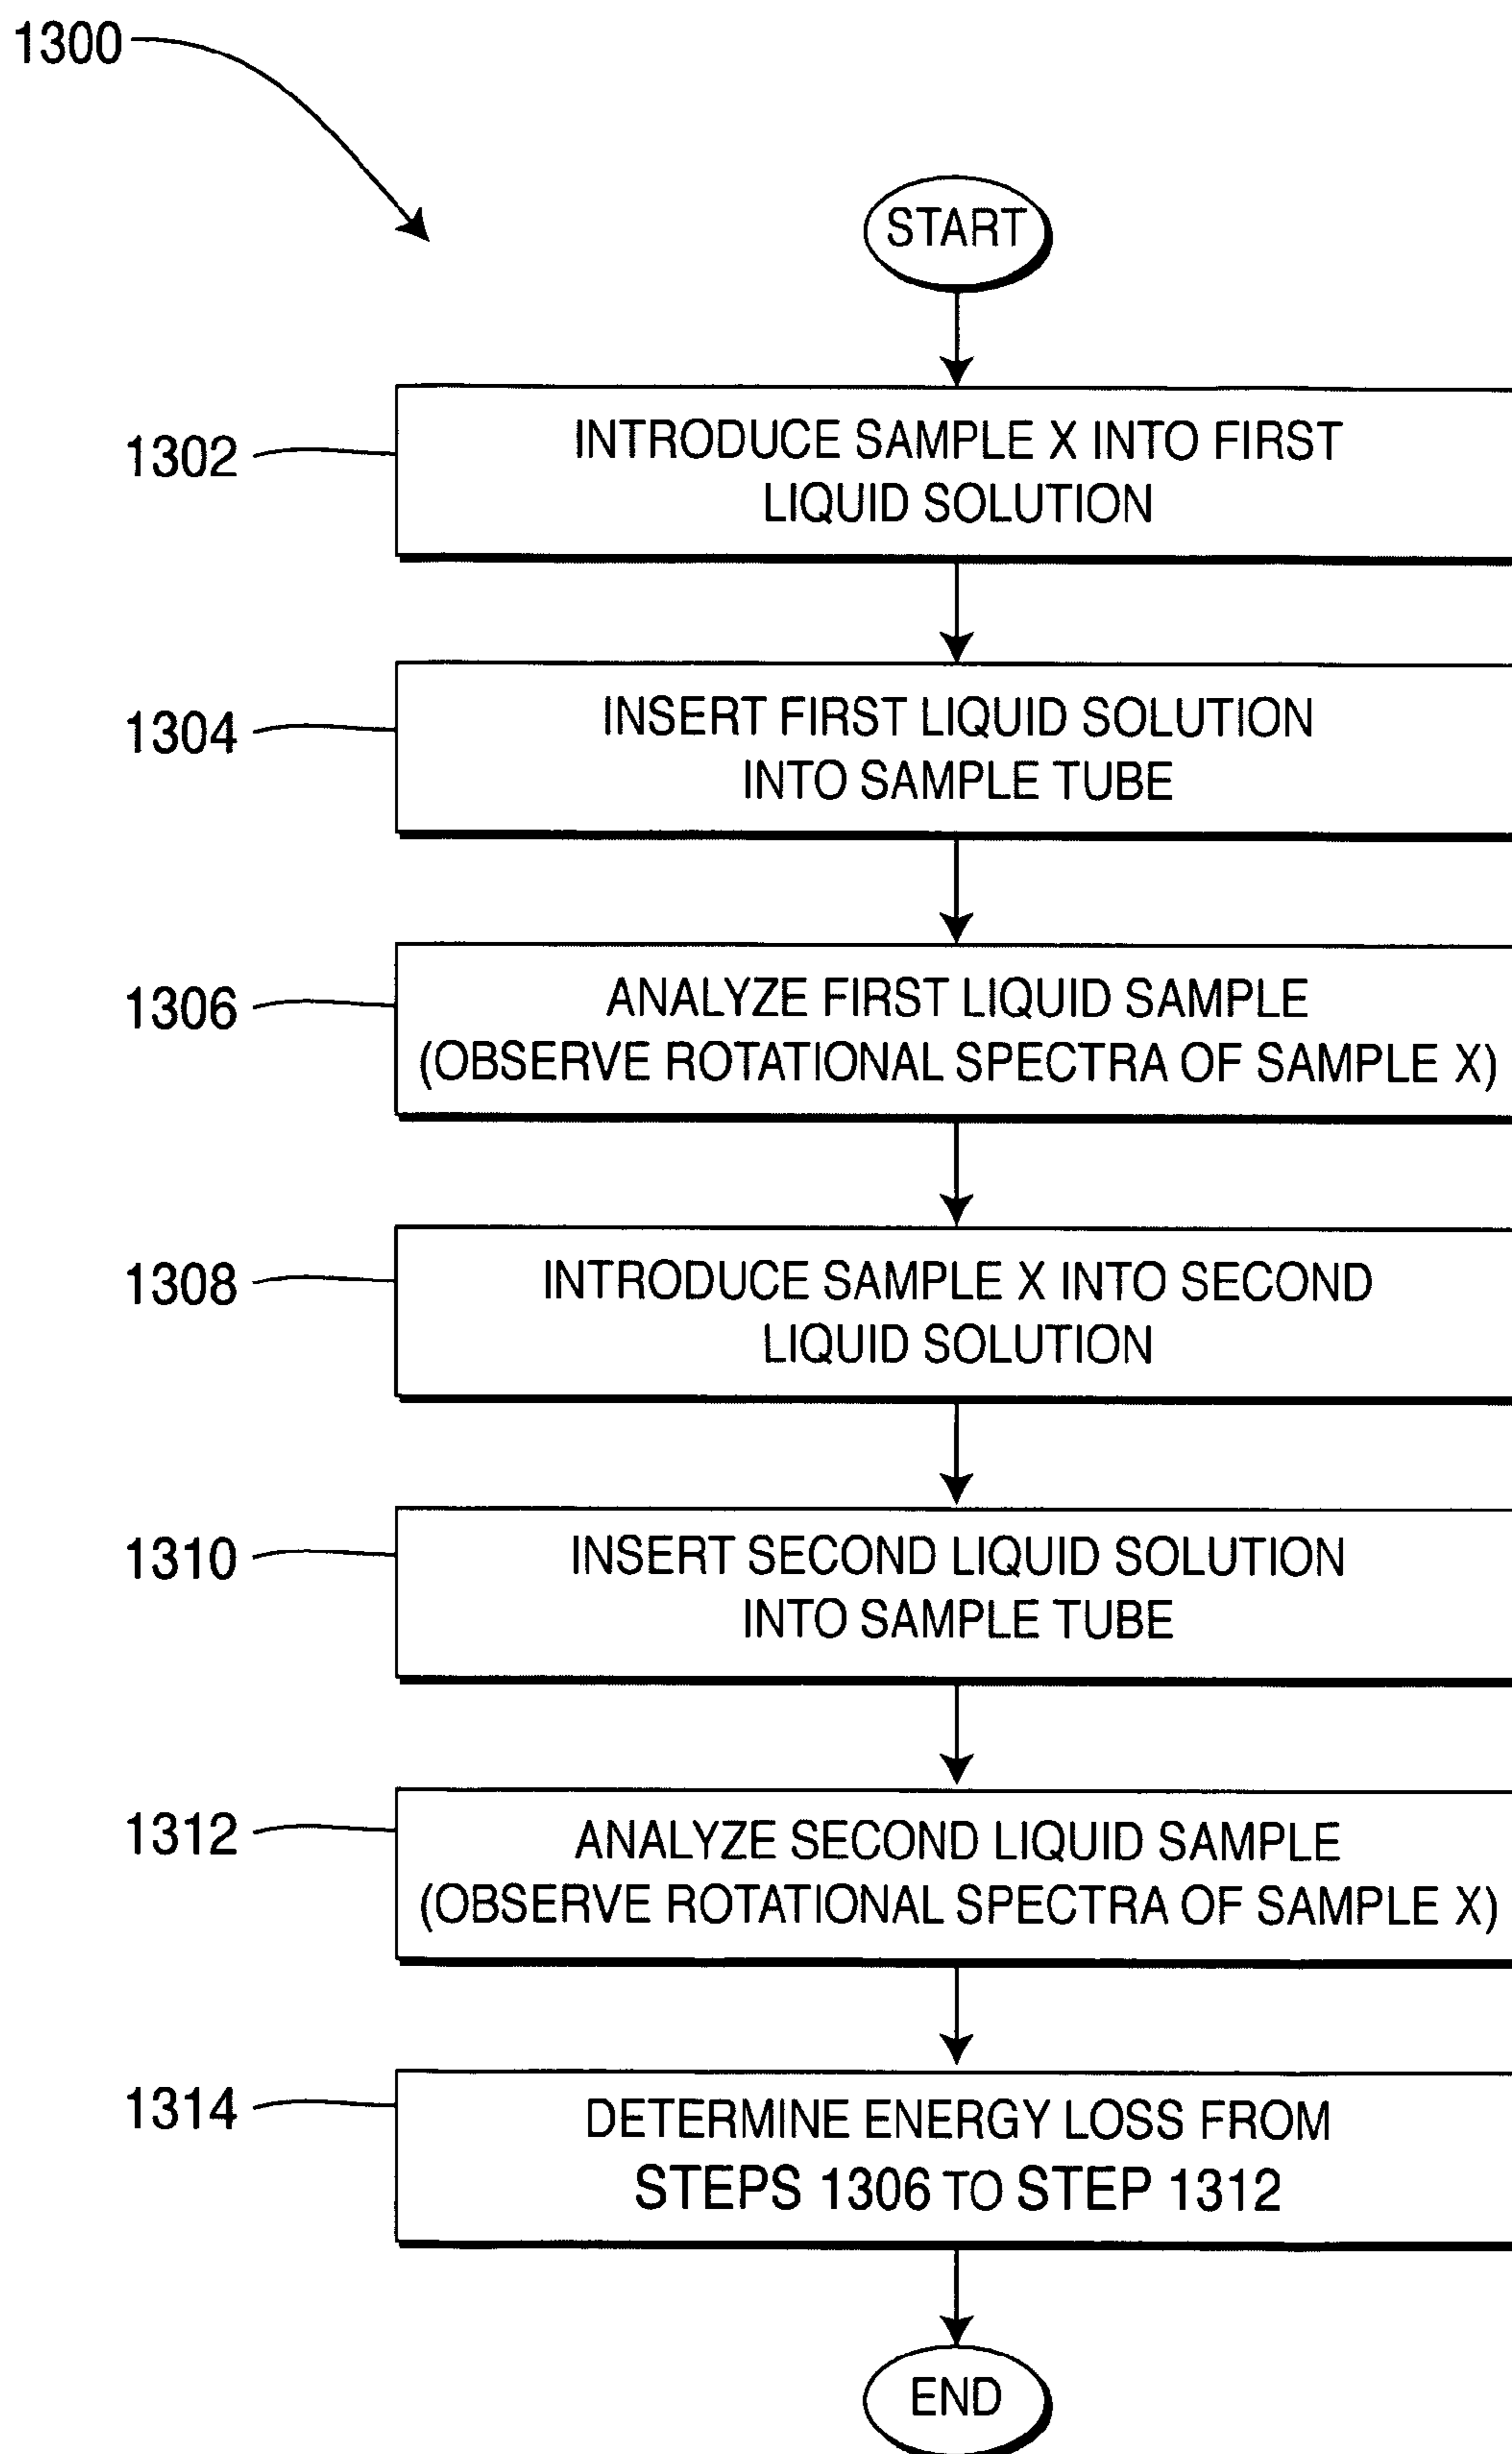 1300
START
1302
INTRODUCE SAMPLE X INTO FIRST
LIQUID SOLUTION
1304
INSERT FIRST LIQUID SOLUTION
INTO SAMPLE TUBE
1306
ANALYZE FIRST LIQUID SAMPLE
(OBSERVE ROTATIONAL SPECTRA OF SAMPLE X)
1308
INTRODUCE SAMPLE X INTO SECOND
LIQUID SOLUTION
1310
INSERT SECOND LIQUID SOLUTION
INTO SAMPLE TUBE
1312
ANALYZE SECOND LIQUID SAMPLE
(OBSERVE ROTATIONAL SPECTRA OF SAMPLE X)
1314
DETERMINE ENERGY LOSS FROM
STEPS 1306 TO STEP 1312
END